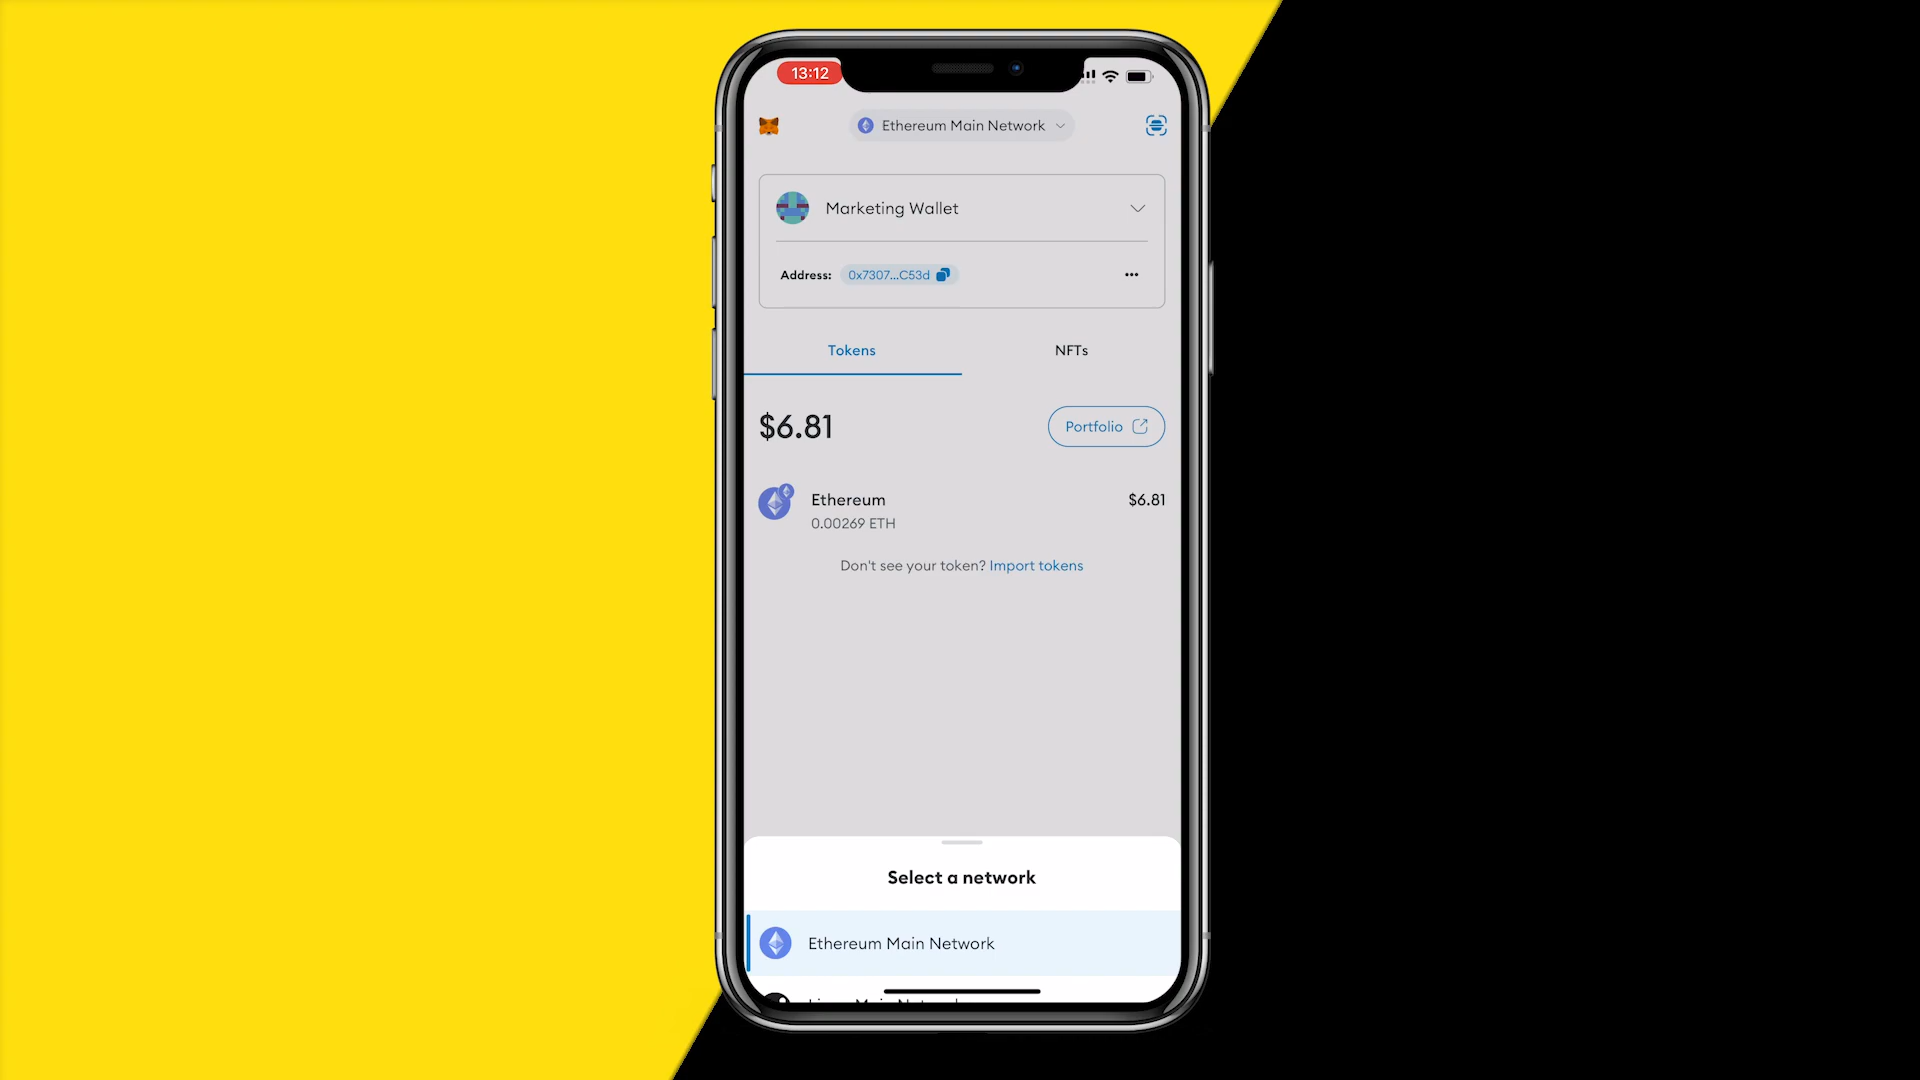 13:12
Ethereum Main Network
Marketing Wallet
Address: 0x7307...C53d
Tokens
NFTs
$6.81
Portfolio
Ethereum
$6.81
0.00269 ETH
Don't see your token? Import tokens
Select a network
Ethereum Main Network